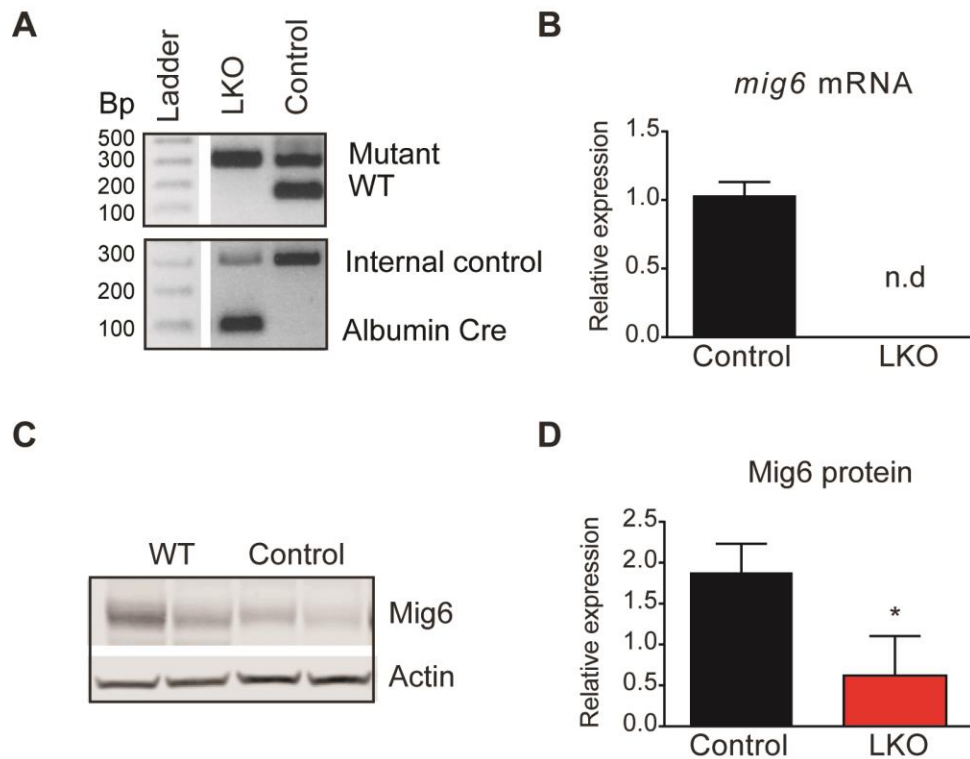 A
Bp
Ladder
LKO
Control
500
300
200
100
Mutant
WT
300
200
100
Internal control
Albumin Cre
B
mig6 mRNA
Relative expression
1.5
1.0
0.5
0.0
n.d
Control LKO
C
WT Control
Mig6
Actin
D
Mig6 protein
Relative expression
2.5
2.0
1.5
1.0
0.5
0.0
*
Control LKO